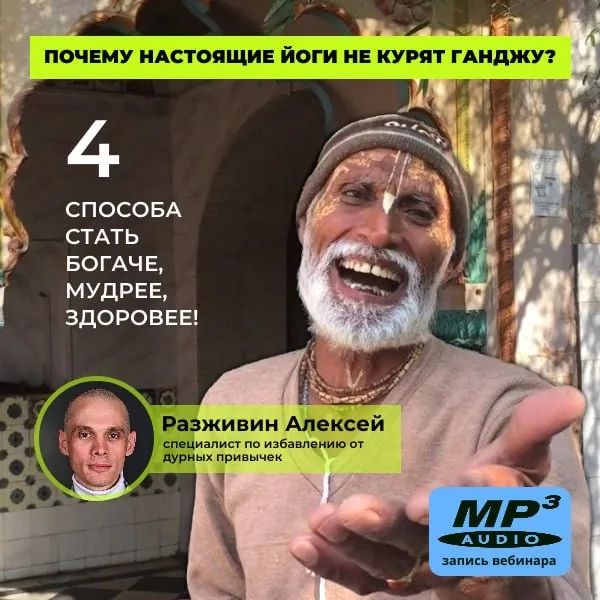 ПОЧЕМУ НАСТОЯЩИЕ ЙОГИ НЕ КУРЯТ ГАНДЖУ?
4
СПОСОБА
СТАТЬ
БОГАЧЕ,
МУДРЕЕ,
ЗДОРОВЕЕ!
Разживин Алексей
специалист по избавлению от
дурных привычек
MP3
AUDIO
запись вебинара